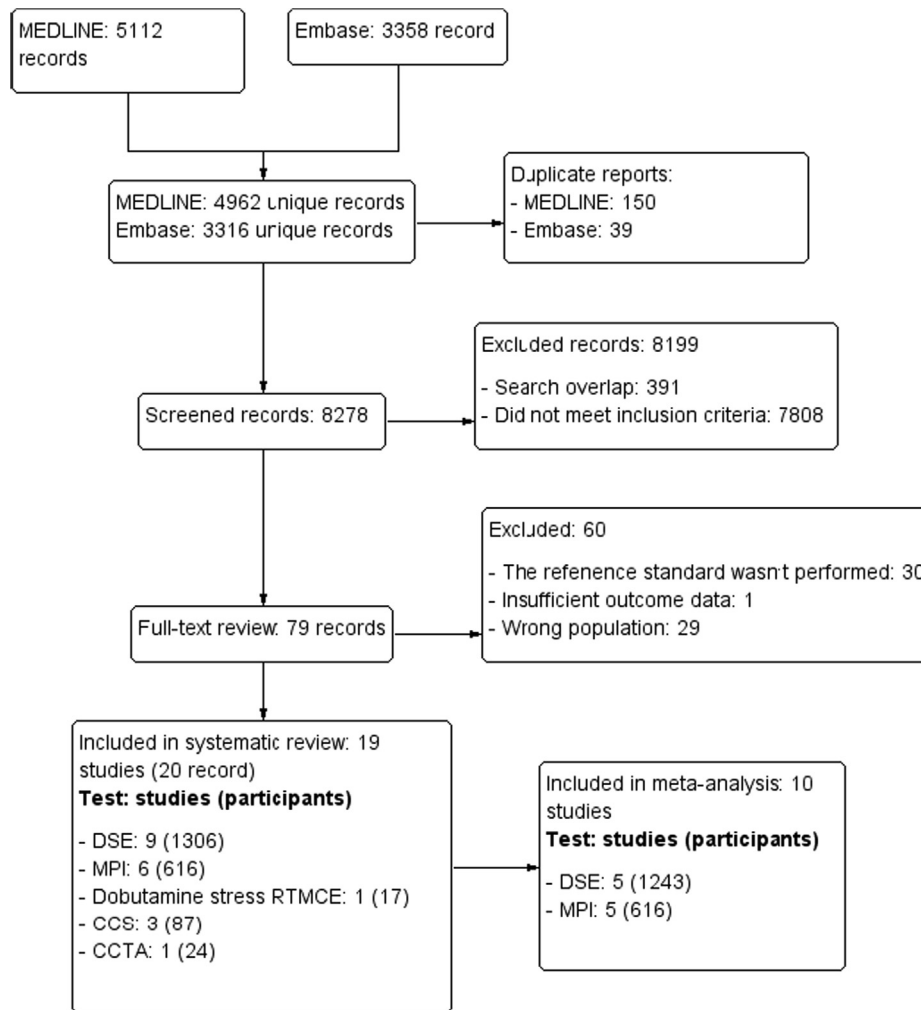 MEDLINE: 5112
records
Embase: 3358 record
MEDLINE: 4962 unique records
Embase: 3316 unique records
Duplicate reports:
- MEDLINE: 150
- Embase: 39
Excluded records: 8199
- Search overlap: 391
- Did not meet inclusion criteria: 7808
Screened records: 8278
Excluded: 60
- The refenence standard wasn't performed: 30
- Insufficient outcome data: 1
- Wrong population: 29
Full-text review: 79 records
Included in systematic review: 19
studies (20 record)
Test: studies (participants)
- DSE: 9 (1306)
- MPI: 6 (616)
- Dobutamine stress RTMCE: 1 (17)
- CCS: 3 (87)
- CCTA: 1 (24)
Included in meta-analysis: 10
studies
Test: studies (participants)
- DSE: 5 (1243)
- MPI: 5 (616)